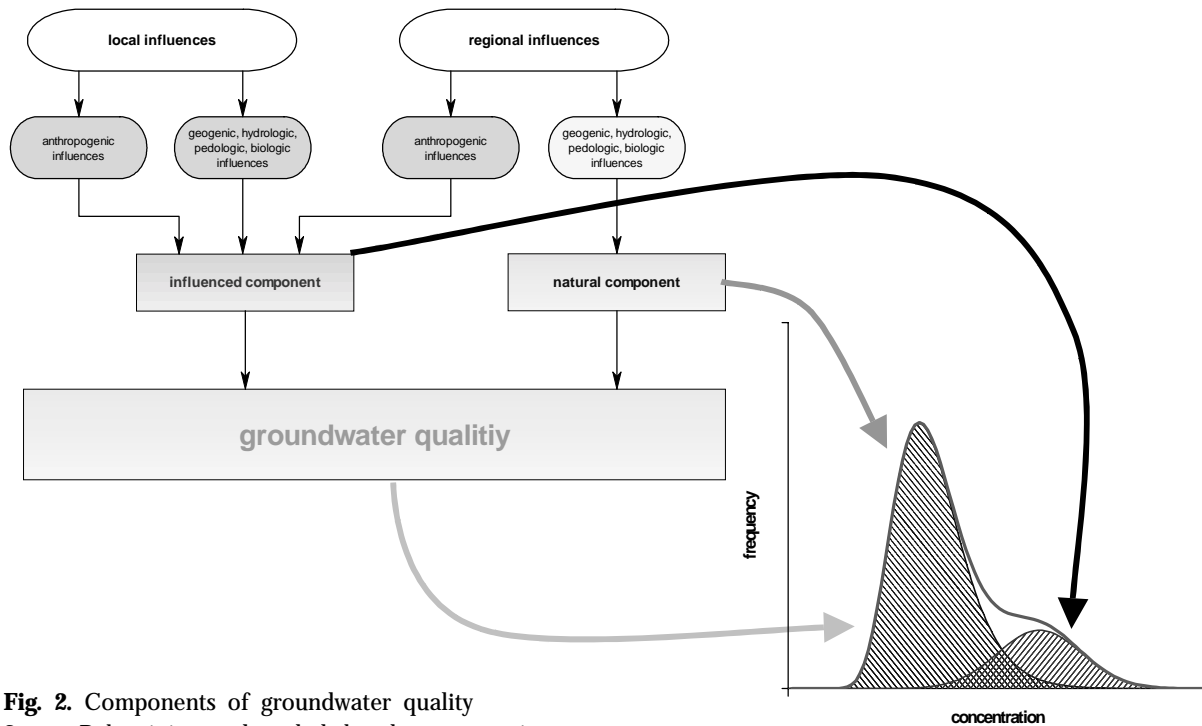 local influences
regional influences
anthropogenic
influences
geogenic, hydrologic,
pedologic, biologic
influences
anthropogenic
influences
geogenic, hydrologic,
pedologic, biologic
influences
influenced component
natural component
groundwater qualitiy
frequency
concentration
Fig. 2. Components of groundwater quality